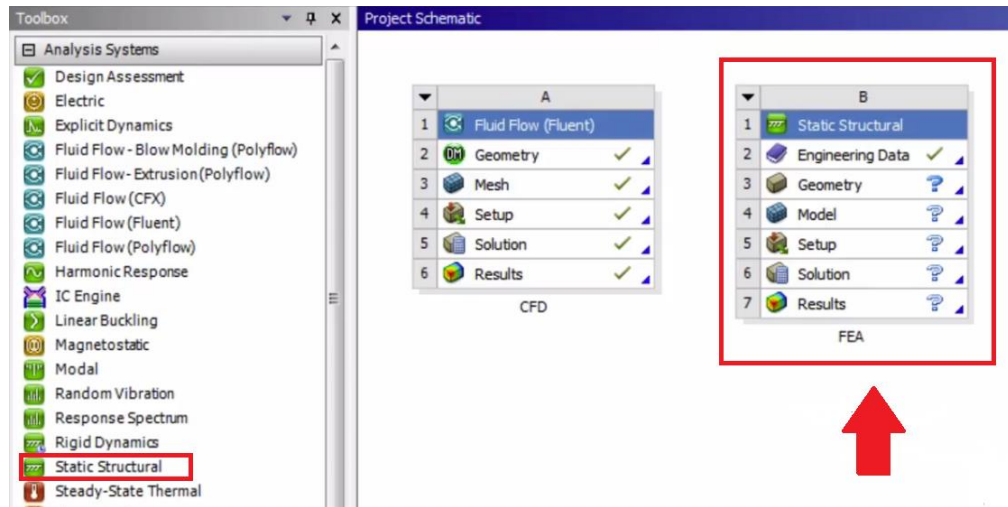 Toolbox
Project Schematic
Analysis Systems
Design Assessment
Electric
Explicit Dynamics
Fluid Flow - Blow Molding (Polyflow)
Fluid Flow - Extrusion (Polyflow)
Fluid Flow (CFX)
Fluid Flow (Fluent)
Fluid Flow (Polyflow)
Harmonic Response
IC Engine
Linear Buckling
Magnetostatic
Modal
Random Vibration
Response Spectrum
Rigid Dynamics
Static Structural
Steady-State Thermal
A
1 Fluid Flow (Fluent)
2 DM Geometry
3 Mesh
4 Setup
5 Solution
6 Results
CFD
B
1 Static Structural
2 Engineering Data
3 Geometry ?
4 Model ?
5 Setup ?
6 Solution ?
7 Results ?
FEA